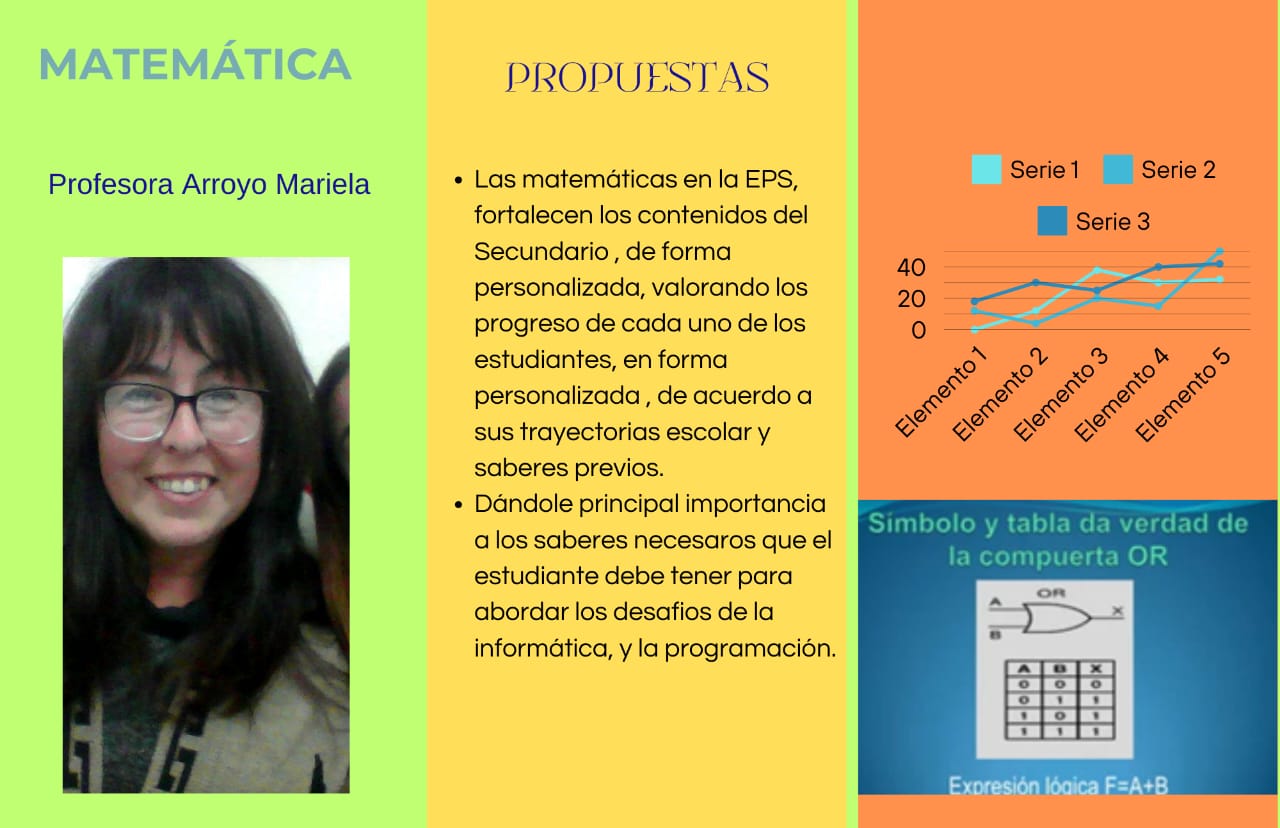 MATEMÁTICA
Profesora Arroyo Mariela
PROPUESTAS
Las matemáticas en la EPS,
fortalecen los contenidos del
Secundario , de forma
personalizada, valorando los
progreso de cada uno de los
estudiantes, en forma
personalizada , de acuerdo a
sus trayectorias escolar y
saberes previos.
Dándole principal importancia
a los saberes necesaros que el
estudiante debe tener para
abordar los desafios de la
informática, y la programación.
Serie 1 Serie 2
Serie 3
40
20
0
Elemento 1
Elemento 2
Elemento 3
Elemento 4
Elemento 5
Símbolo y tabla da verdad de
la compuerta OR
OR
A
X
B
A B X
0 0 0
0 1 1
1 0 1
1 1 1
Expresión lógica F=A+B